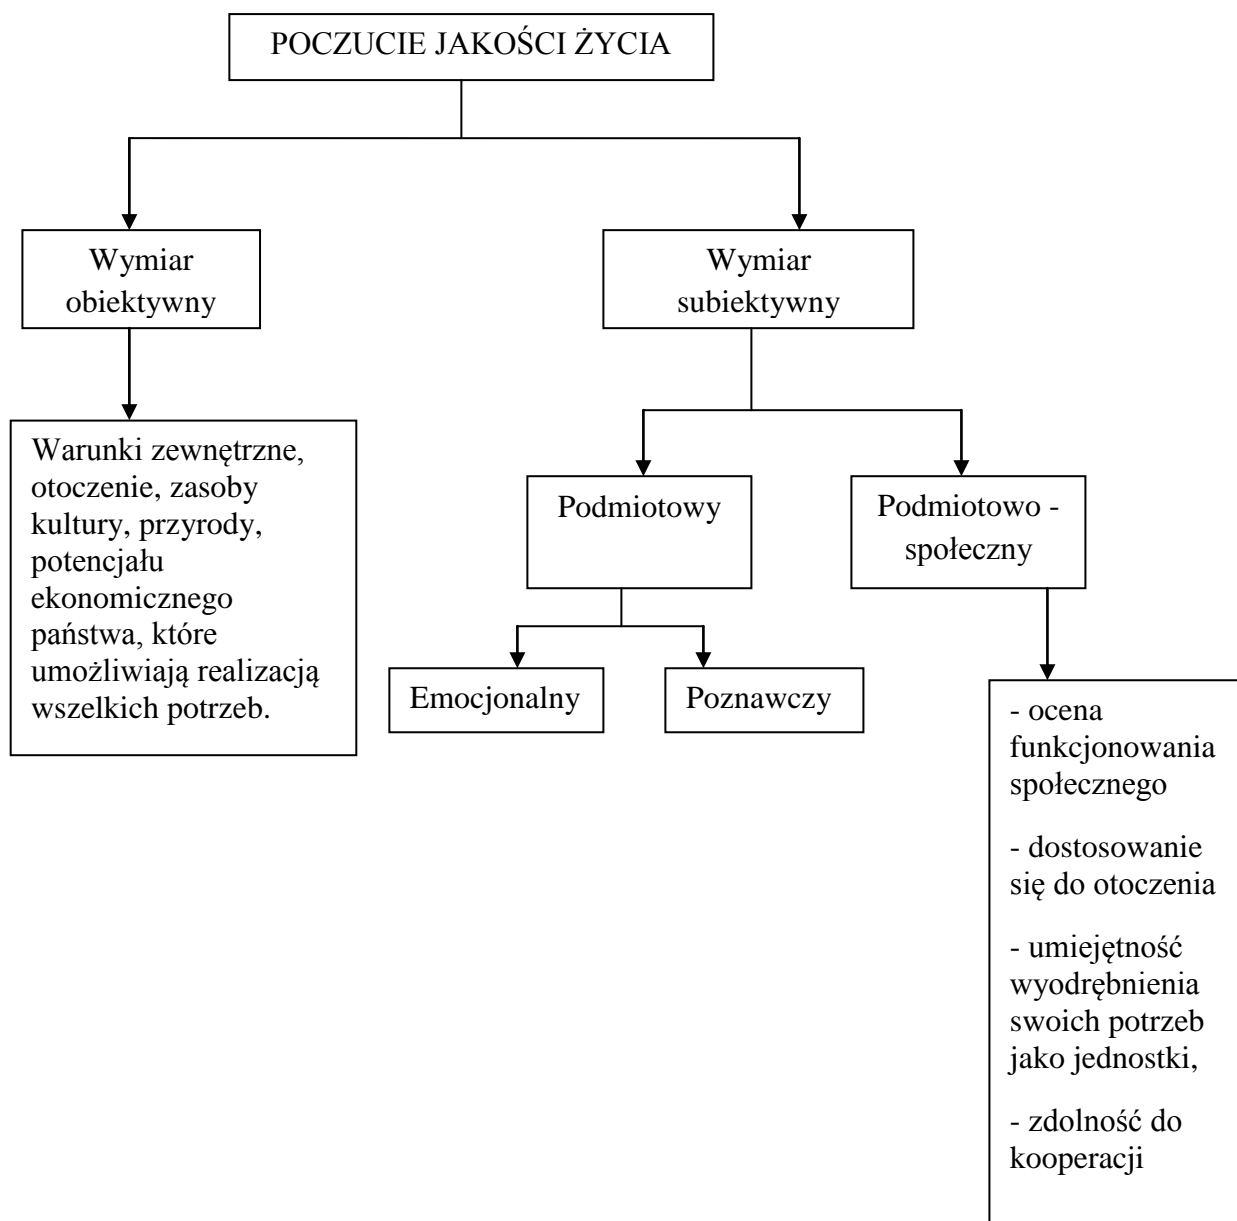 POCZUCIE JAKOŚCI ŻYCIA
Wymiar
obiektywny
Wymiar
subiektywny
Warunki zewnętrzne,
otoczenie, zasoby
kultury, przyrody,
potencjału
ekonomicznego
państwa, które
umożliwiają realizacją
wszelkich potrzeb.
Podmiotowy
Podmiotowo -
społeczny
Emocjonalny
Poznawczy
- ocena
funkcjonowania
społecznego
- dostosowanie
się do otoczenia
- umiejętność
wyodrębnienia
swoich potrzeb
jako jednostki,
- zdolność do
kooperacji